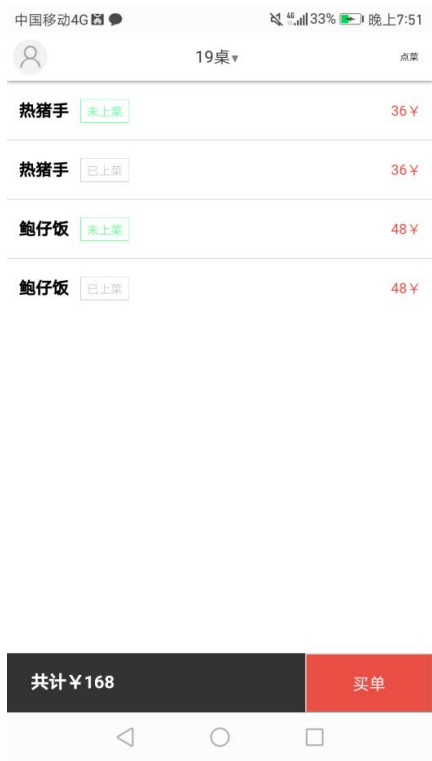 中国移动4G 4G 33% 晚上7:51
19桌▾ 点菜
热猪手 未上菜 36￥
热猪手 已上菜 36￥
鲍仔饭 未上菜 48￥
鲍仔饭 已上菜 48￥
共计￥168 买单